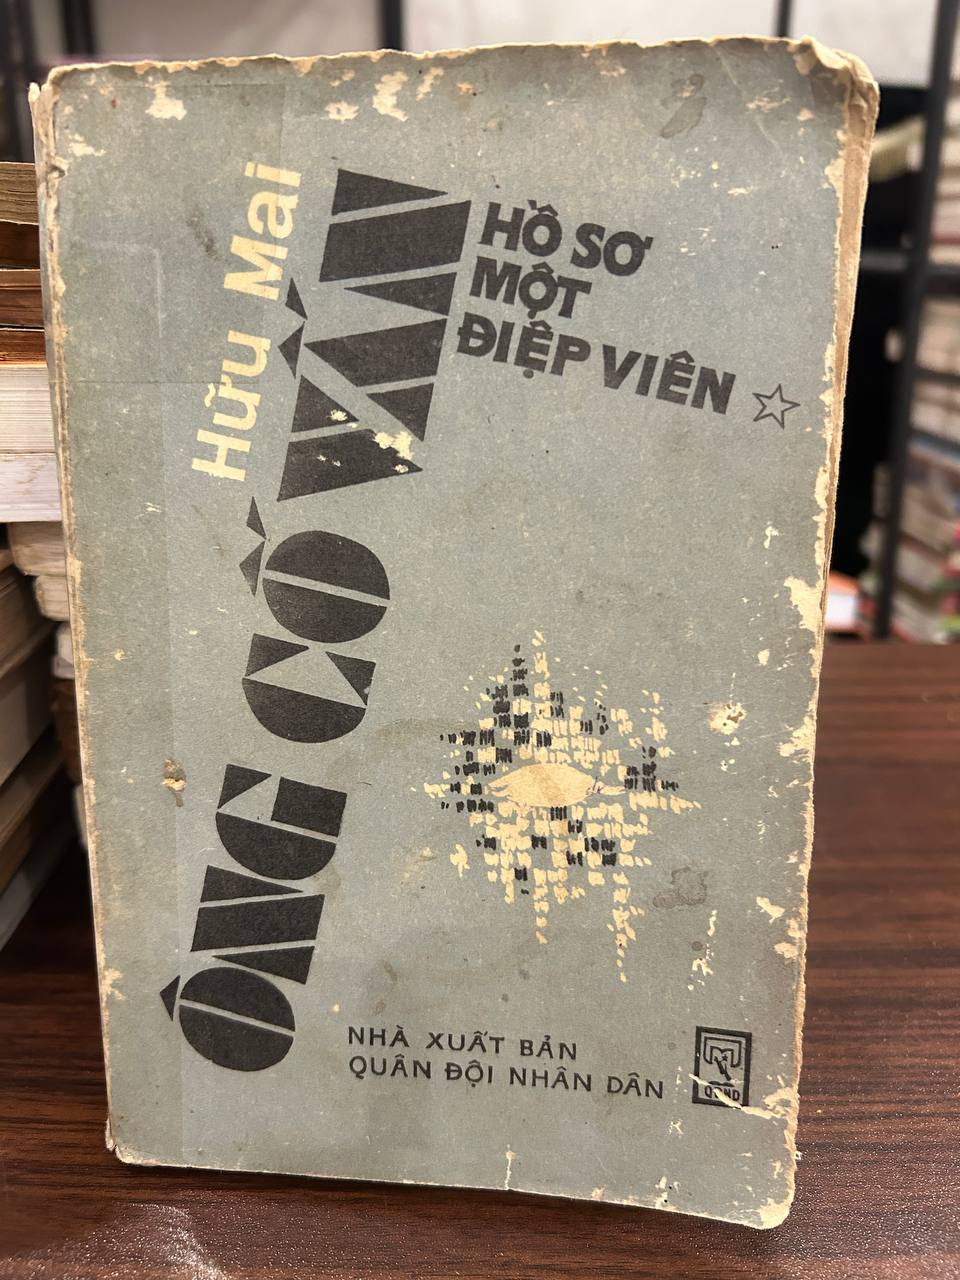 Hữu Mai
ÔNG CỐ VẤN
HỒ SƠ
MỘT
ĐIỆP VIÊN
NHÀ XUẤT BẢN
QUÂN ĐỘI NHÂN DÂN
QĐND